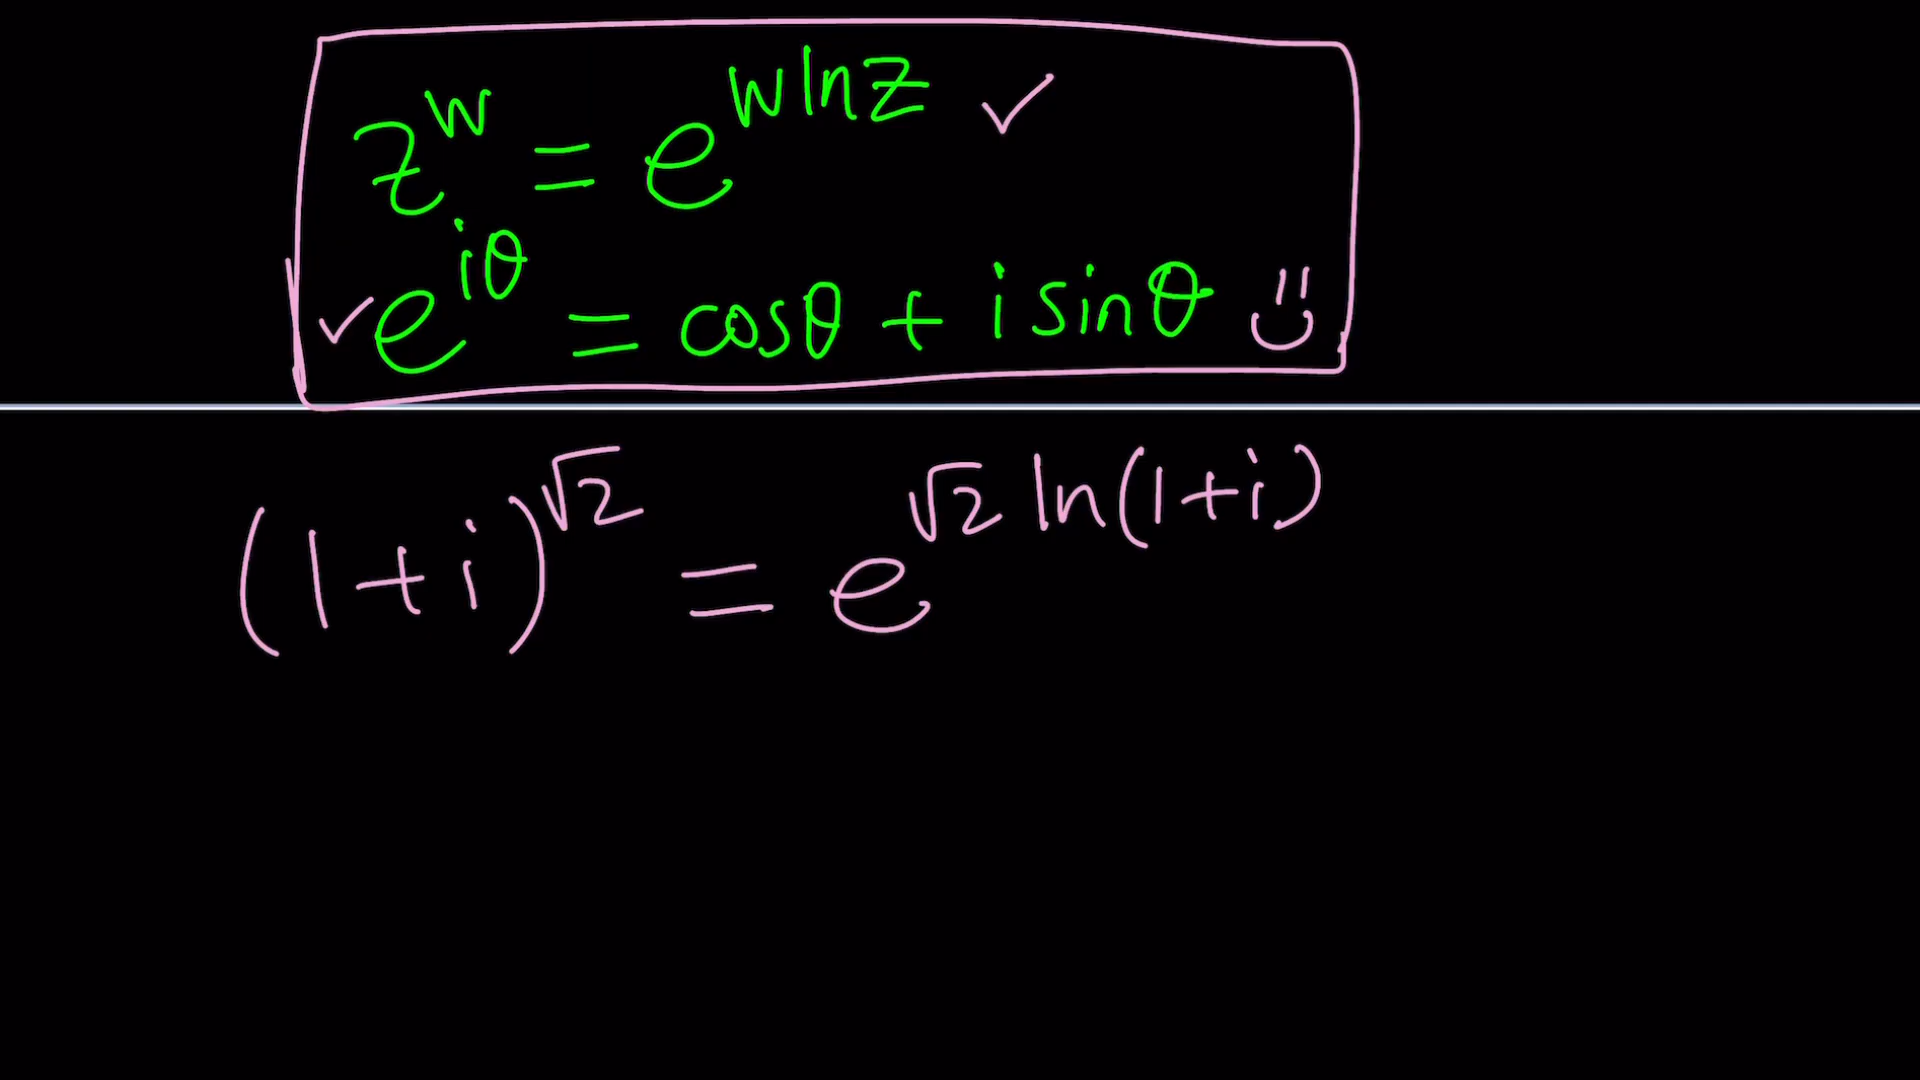 z^w = e^{w ln z} ✓
✓ e^{iθ} = cosθ + i sinθ
(1+i)^{√2} = e^{√2 ln(1+i)}